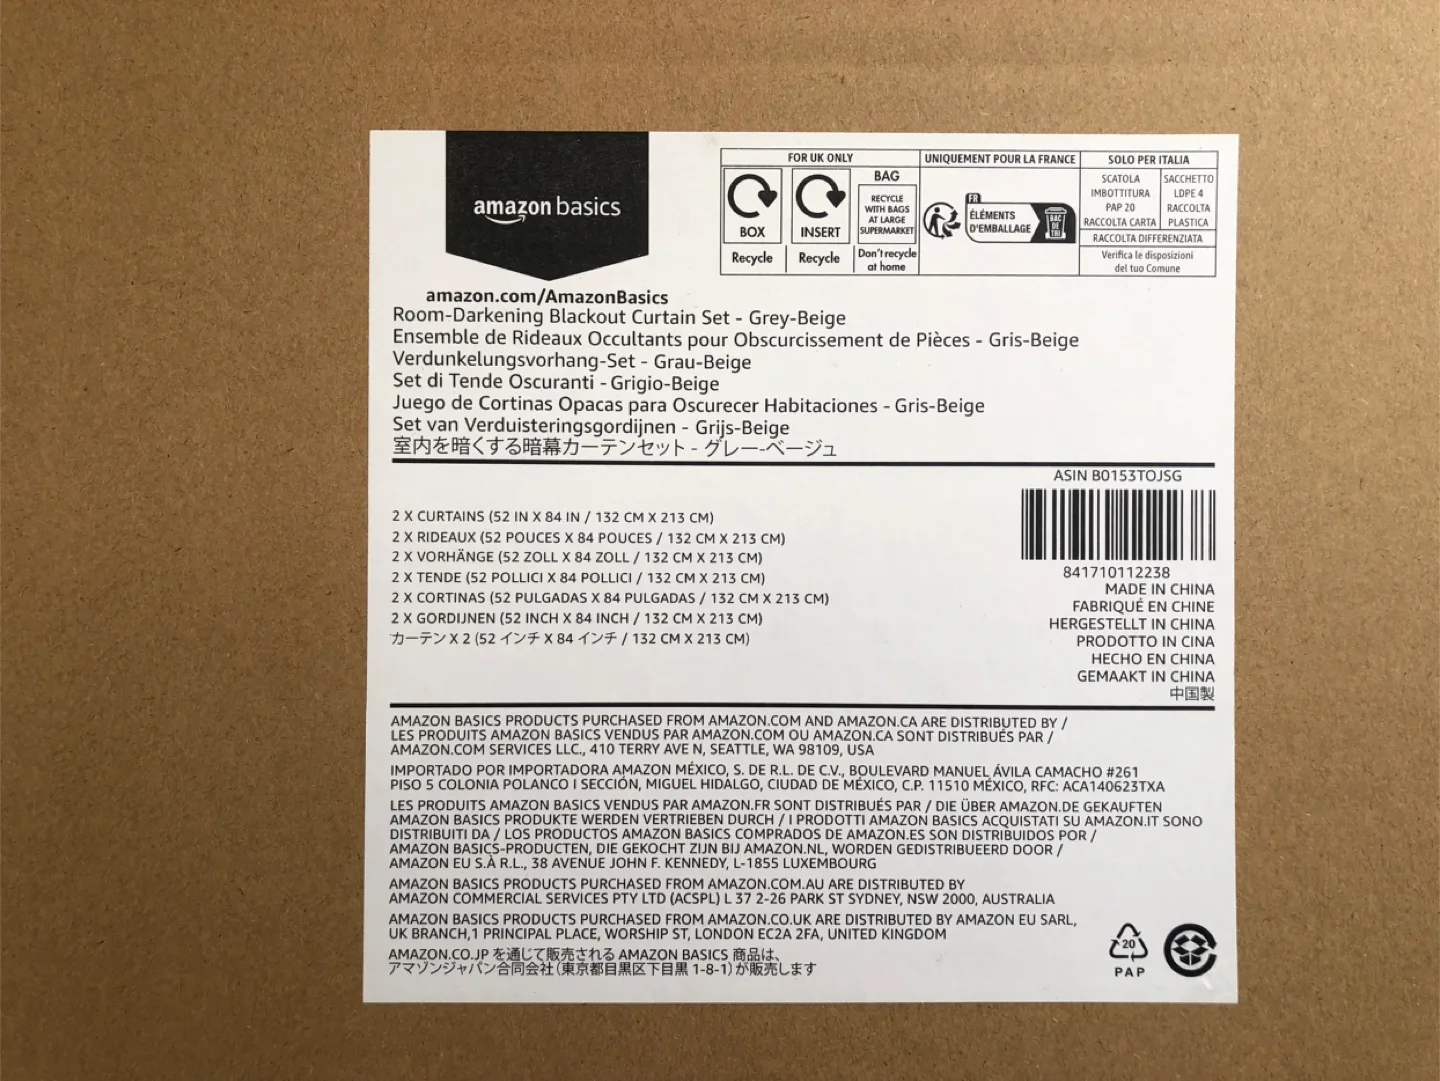 amazon basics
amazon.com/AmazonBasics
FOR UK ONLY
BOX
Recycle
INSERT
Recycle
BAG
RECYCLE
WITH BAGS
AT LARGE
SUPERMARKET
Don't recycle
at home
UNIQUEMENT POUR LA FRANCE
FR
ÉLÉMENTS
D'EMBALLAGE
BAC
DE
TRI
SOLO PER ITALIA
SCATOLA
IMBOTTITURA
PAP 20
RACCOLTA CARTA
SACCHETTO
LDPE 4
RACCOLTA
PLASTICA
RACCOLTA DIFFERENZIATA
Verifica le disposizioni
del tuo Comune
Room-Darkening Blackout Curtain Set - Grey-Beige
Ensemble de Rideaux Occultants pour Obscurcissement de Pièces - Gris-Beige
Verdunkelungsvorhang-Set - Grau-Beige
Set di Tende Oscuranti - Grigio-Beige
Juego de Cortinas Opacas para Oscurecer Habitaciones - Gris-Beige
Set van Verduisteringsgordijnen - Grijs-Beige
室内を暗くする暗幕カーテンセット - グレー-ベージュ
ASIN B0153TOJSG
841710112238
2 X CURTAINS (52 IN X 84 IN / 132 CM X 213 CM)
2 X RIDEAUX (52 POUCES X 84 POUCES / 132 CM X 213 CM)
2 X VORHÄNGE (52 ZOLL X 84 ZOLL / 132 CM X 213 CM)
2 X TENDE (52 POLLICI X 84 POLLICI / 132 CM X 213 CM)
2 X CORTINAS (52 PULGADAS X 84 PULGADAS / 132 CM X 213 CM)
2 X GORDIJNEN (52 INCH X 84 INCH / 132 CM X 213 CM)
カーテン X 2 (52 インチ X 84 インチ / 132 CM X 213 CM)
MADE IN CHINA
FABRIQUÉ EN CHINE
HERGESTELLT IN CHINA
PRODOTTO IN CINA
HECHO EN CHINA
GEMAAKT IN CHINA
中国製
AMAZON BASICS PRODUCTS PURCHASED FROM AMAZON.COM AND AMAZON.CA ARE DISTRIBUTED BY /
LES PRODUITS AMAZON BASICS VENDUS PAR AMAZON.COM OU AMAZON.CA SONT DISTRIBUÉS PAR /
AMAZON.COM SERVICES LLC., 410 TERRY AVE N, SEATTLE, WA 98109, USA
IMPORTADO POR IMPORTADORA AMAZON MÉXICO, S. DE R.L. DE C.V., BOULEVARD MANUEL ÁVILA CAMACHO #261
PISO 5 COLONIA POLANCO I SECCIÓN, MIGUEL HIDALGO, CIUDAD DE MÉXICO, C.P. 11510 MÉXICO, RFC: ACA140623TXA
LES PRODUITS AMAZON BASICS VENDUS PAR AMAZON.FR SONT DISTRIBUÉS PAR / DIE ÜBER AMAZON.DE GEKAUFTEN
AMAZON BASICS PRODUKTE WERDEN VERTRIEBEN DURCH / I PRODOTTI AMAZON BASICS ACQUISTATI SU AMAZON.IT SONO
DISTRIBUITI DA / LOS PRODUCTOS AMAZON BASICS COMPRADOS DE AMAZON.ES SON DISTRIBUIDOS POR /
AMAZON BASICS-PRODUCTEN, DIE GEKOCHT ZIJN BIJ AMAZON.NL, WORDEN GEDISTRIBUEERD DOOR /
AMAZON EU S.À R.L., 38 AVENUE JOHN F. KENNEDY, L-1855 LUXEMBOURG
AMAZON BASICS PRODUCTS PURCHASED FROM AMAZON.COM.AU ARE DISTRIBUTED BY
AMAZON COMMERCIAL SERVICES PTY LTD (ACSPL) L 37 2-26 PARK ST SYDNEY, NSW 2000, AUSTRALIA
AMAZON BASICS PRODUCTS PURCHASED FROM AMAZON.CO.UK ARE DISTRIBUTED BY AMAZON EU SARL,
UK BRANCH,1 PRINCIPAL PLACE, WORSHIP ST, LONDON EC2A 2FA, UNITED KINGDOM
AMAZON.CO.JP を通じて販売される AMAZON BASICS 商品は、
アマゾンジャパン合同会社（東京都目黒区下目黒 1-8-1）が販売します
20
PAP